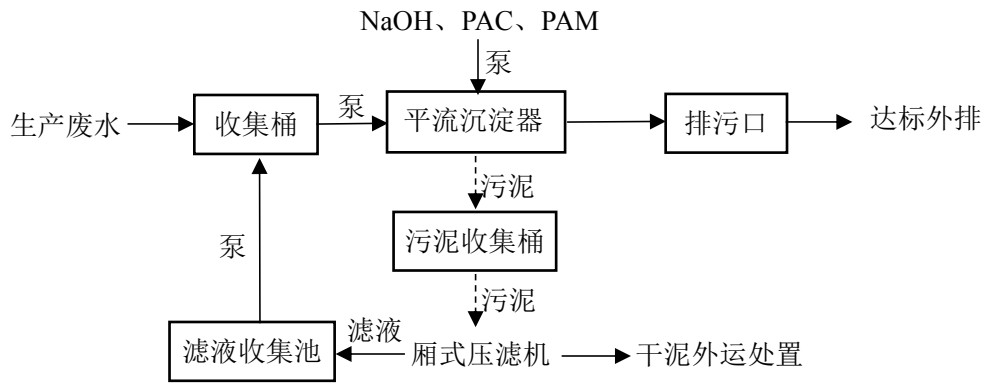 NaOH、PAC、PAM
泵
生产废水
收集桶
泵
平流沉淀器
排污口
达标外排
污泥
泵
污泥收集桶
污泥
滤液收集池
滤液
厢式压滤机
干泥外运处置